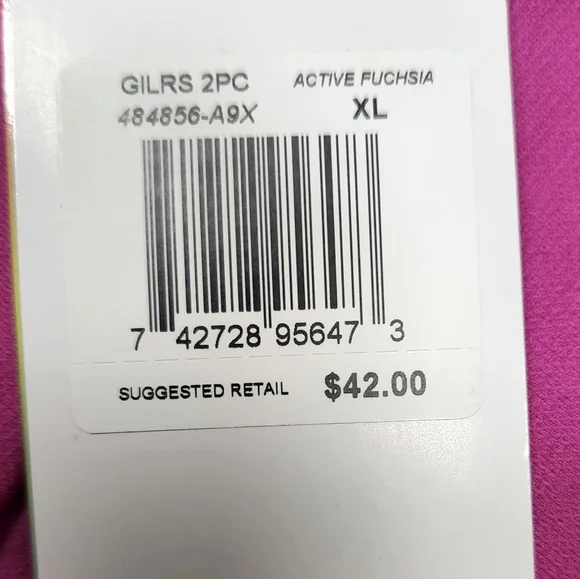 GILRS 2PC ACTIVE FUCHSIA
484856-A9X XL
7 42728 95647 3
SUGGESTED RETAIL $42.00